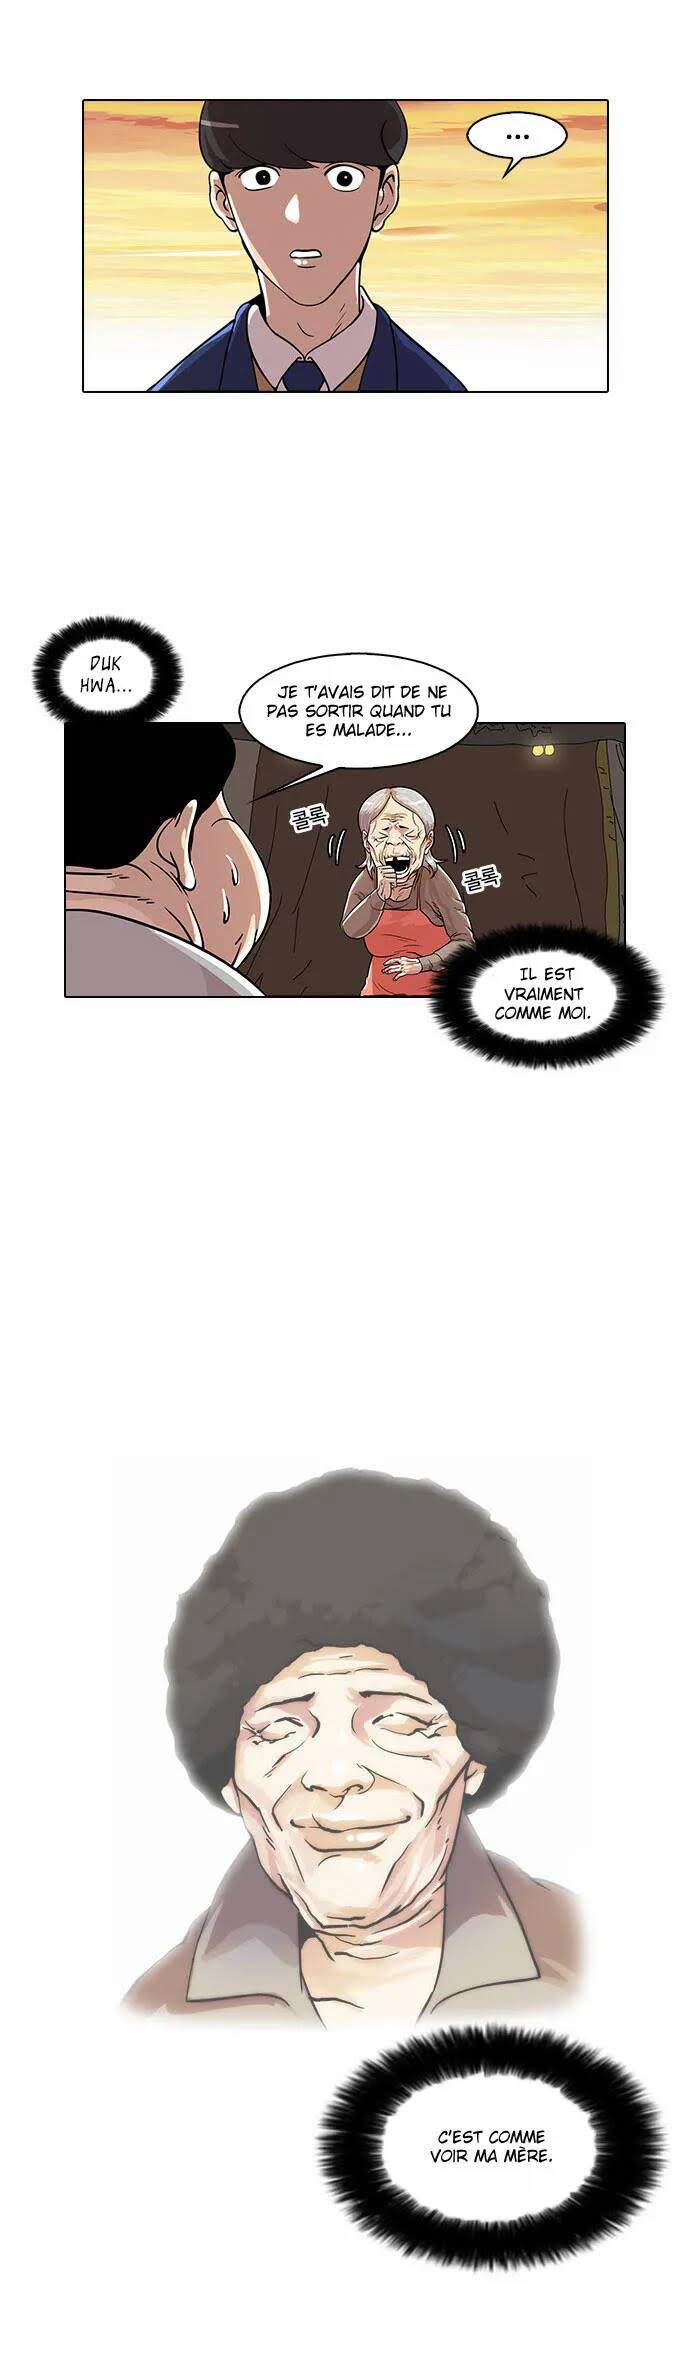 ...
DUK
HWA...
JE T'AVAIS DIT DE NE
PAS SORTIR QUAND TU
ES MALADE...
콜록
콜록
IL EST
VRAIMENT
COMME MOI.
C'EST COMME
VOIR MA MÈRE.